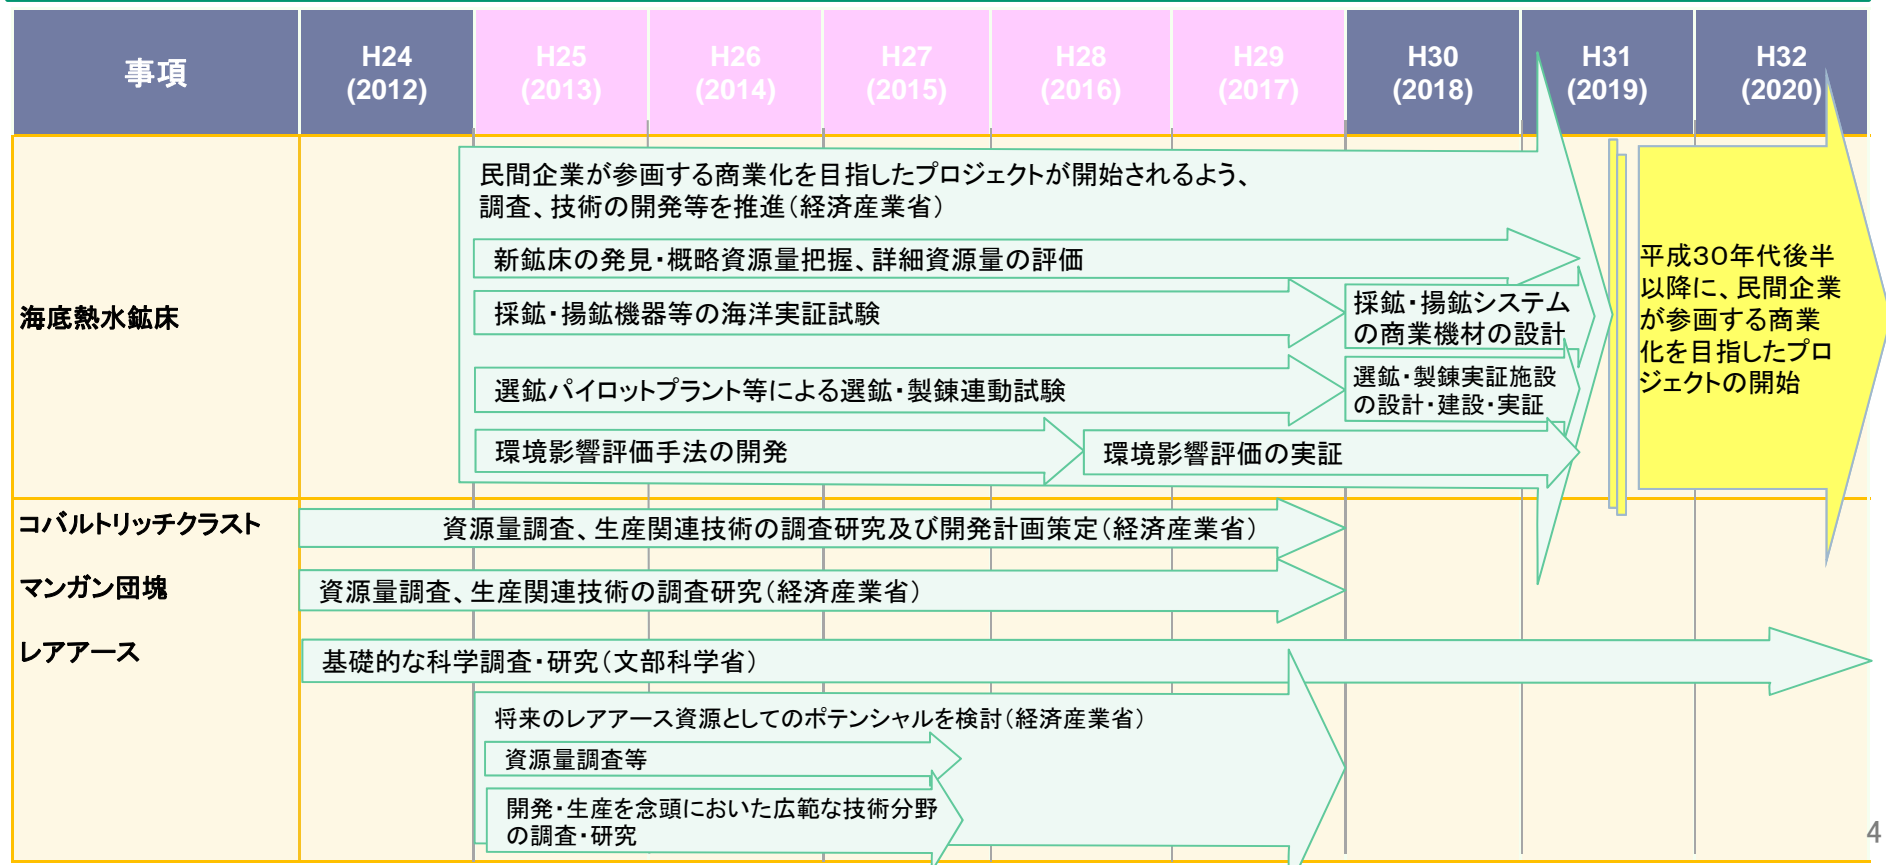 事項
H24
(2012)
H25
(2013)
H26
(2014)
H27
(2015)
H28
(2016)
H29
(2017)
H30
(2018)
H31
(2019)
H32
(2020)
海底熱水鉱床
民間企業が参画する商業化を目指したプロジェクトが開始されるよう、
調査、技術の開発等を推進(経済産業省)
新鉱床の発見・概略資源量把握、詳細資源量の評価
採鉱・揚鉱機器等の海洋実証試験
採鉱・揚鉱システム
の商業機材の設計
選鉱パイロットプラント等による選鉱・製錬連動試験
選鉱・製錬実証施設
の設計・建設・実証
環境影響評価手法の開発
環境影響評価の実証
平成30年代後半
以降に、民間企業
が参画する商業
化を目指したプロ
ジェクトの開始
コバルトリッチクラスト
資源量調査、生産関連技術の調査研究及び開発計画策定(経済産業省)
マンガン団塊
資源量調査、生産関連技術の調査研究(経済産業省)
レアアース
基礎的な科学調査・研究(文部科学省)
将来のレアアース資源としてのポテンシャルを検討(経済産業省)
資源量調査等
開発・生産を念頭においた広範な技術分野
の調査・研究
4